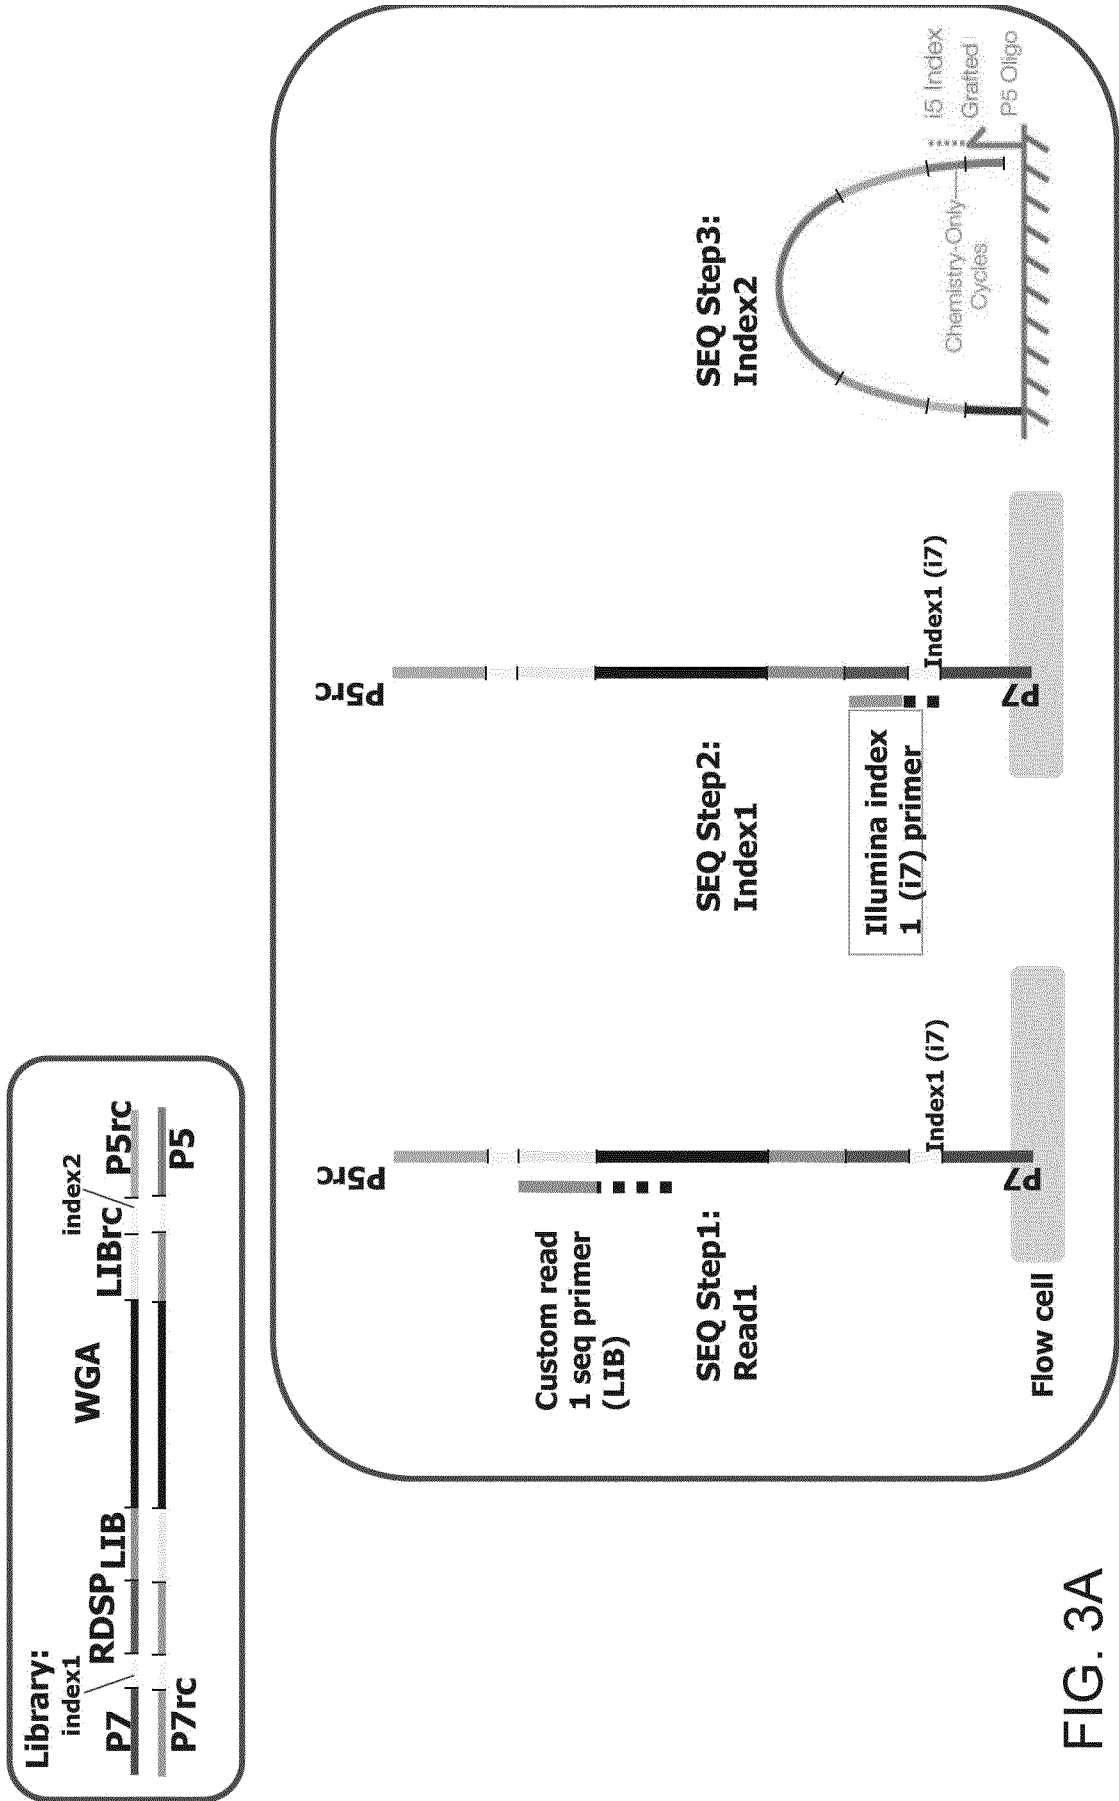 Library:
index1
P7
RDSP
LIB
WGA
LIBrc
index2
P5rc
P7rc
P5
P5rc
Custom read
1 seq primer
(LIB)
SEQ Step1:
Read1
Index1 (i7)
P7
Flow cell
P5rc
SEQ Step2:
Index1
Illumina index
1 (i7) primer
Index1 (i7)
P7
SEQ Step3:
Index2
Chemistry-Only
Cycles
i5 Index
Grafted
P5 Oligo
FIG. 3A